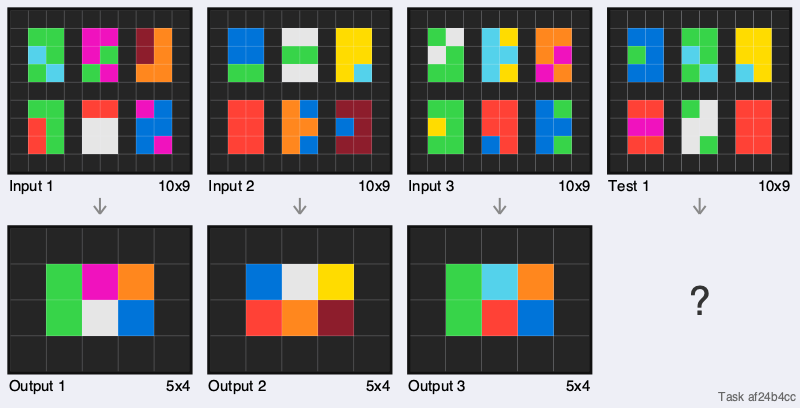 Input 1 10x9
Input 2 10x9
Input 3 10x9
Test 1 10x9
?
Output 1 5x4
Output 2 5x4
Output 3 5x4
Task af24b4cc